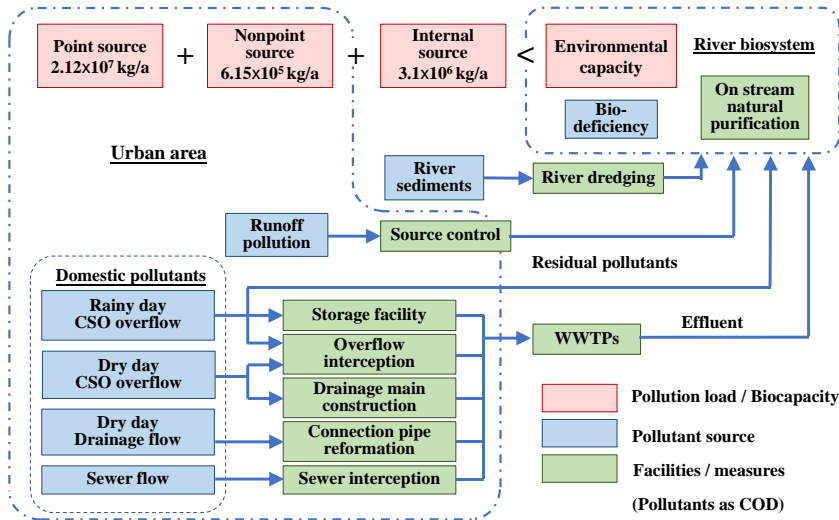 Point source
2.12x10⁷ kg/a
+
Nonpoint
source
6.15x10⁵ kg/a
+
Internal
source
3.1x10⁶ kg/a
<
Environmental
capacity
River biosystem
On stream
natural
purification
Bio-
deficiency
Urban area
River
sediments
River dredging
Runoff
pollution
Source control
Residual pollutants
Domestic pollutants
Rainy day
CSO overflow
Storage facility
Overflow
interception
WWTPs
Effluent
Dry day
CSO overflow
Drainage main
construction
Dry day
Drainage flow
Connection pipe
reformation
Sewer flow
Sewer interception
Pollution load / Biocapacity
Pollutant source
Facilities / measures
(Pollutants as COD)